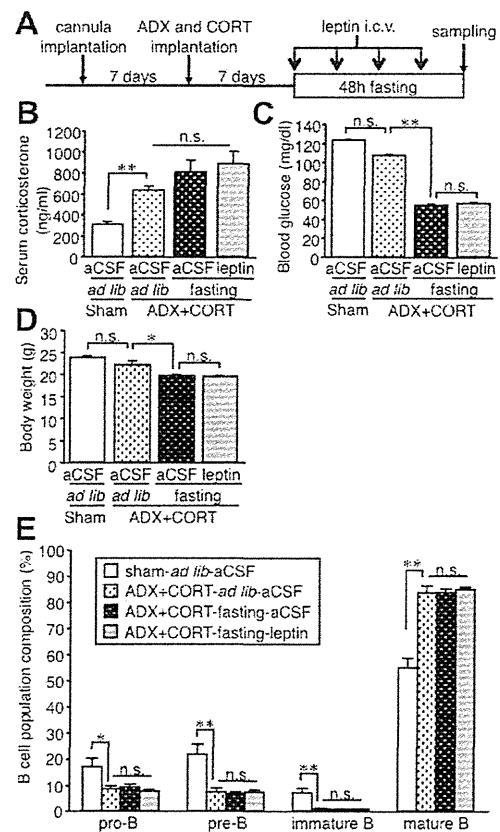 A
cannula implantation
ADX and CORT implantation
leptin i.c.v.
sampling
7 days
7 days
48h fasting
B
Serum corticosterone (ng/ml)
1200
1000
800
600
400
200
0
**
n.s.
aCSF aCSF aCSF leptin
ad lib ad lib fasting
Sham ADX+CORT
C
Blood glucose (mg/dl)
140
120
100
80
60
40
20
0
n.s.
**
n.s.
aCSF aCSF aCSF leptin
ad lib ad lib fasting
Sham ADX+CORT
D
Body weight (g)
30
25
20
15
10
5
0
n.s.
*
n.s.
aCSF aCSF aCSF leptin
ad lib ad lib fasting
Sham ADX+CORT
E
B cell population composition (%)
100
90
80
70
60
50
40
30
20
10
0
sham-ad lib-aCSF
ADX+CORT-ad lib-aCSF
ADX+CORT-fasting-aCSF
ADX+CORT-fasting-leptin
* n.s.
** n.s.
** n.s.
** n.s.
pro-B pre-B immature B mature B